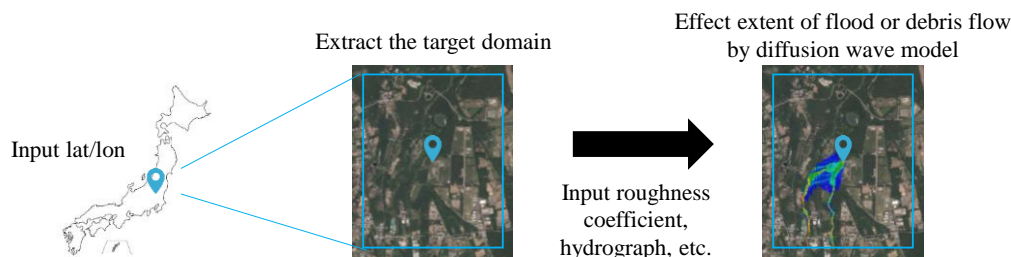 Input lat/lon
Extract the target domain
Input roughness
coefficient,
hydrograph, etc.
Effect extent of flood or debris flow
by diffusion wave model